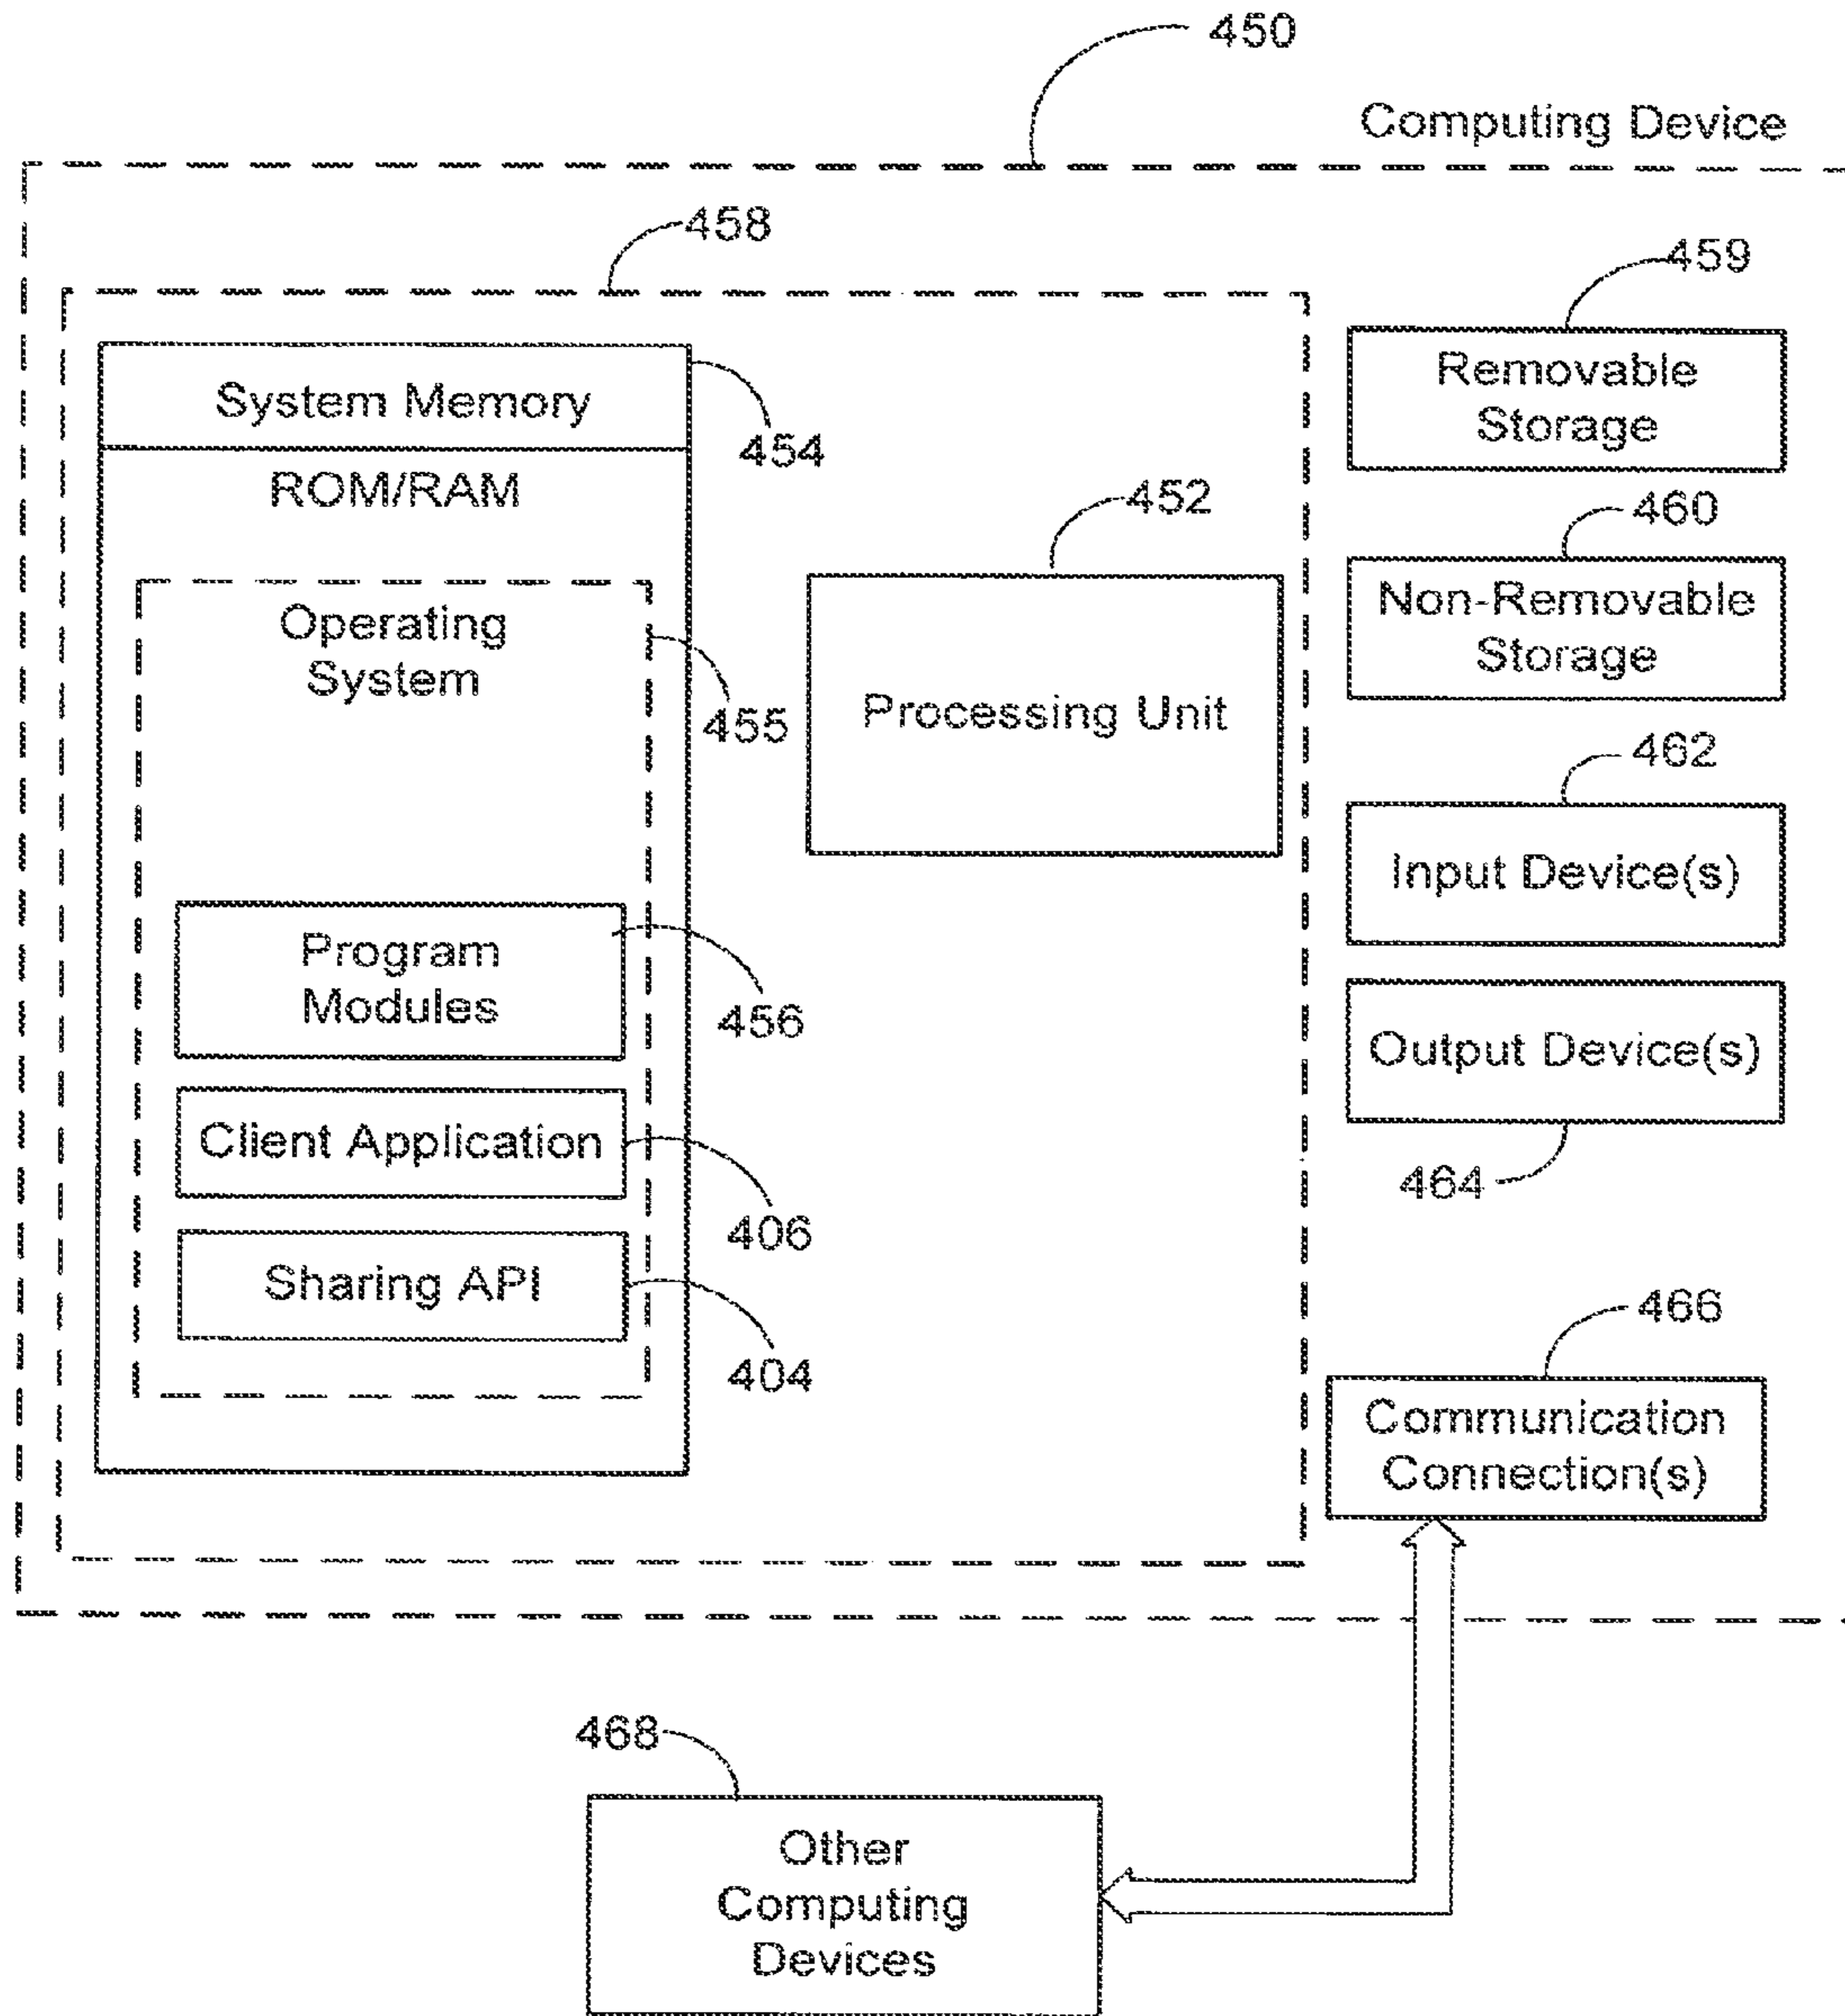 450
Computing Device
458
459
System Memory
454
Removable
Storage
ROM/RAM
452
460
Operating
System
455
Processing Unit
Non-Removable
Storage
462
Input Device(s)
Program
Modules
456
Output Device(s)
Client Application
406
464
Sharing API
404
466
Communication
Connection(s)
468
Other
Computing
Devices